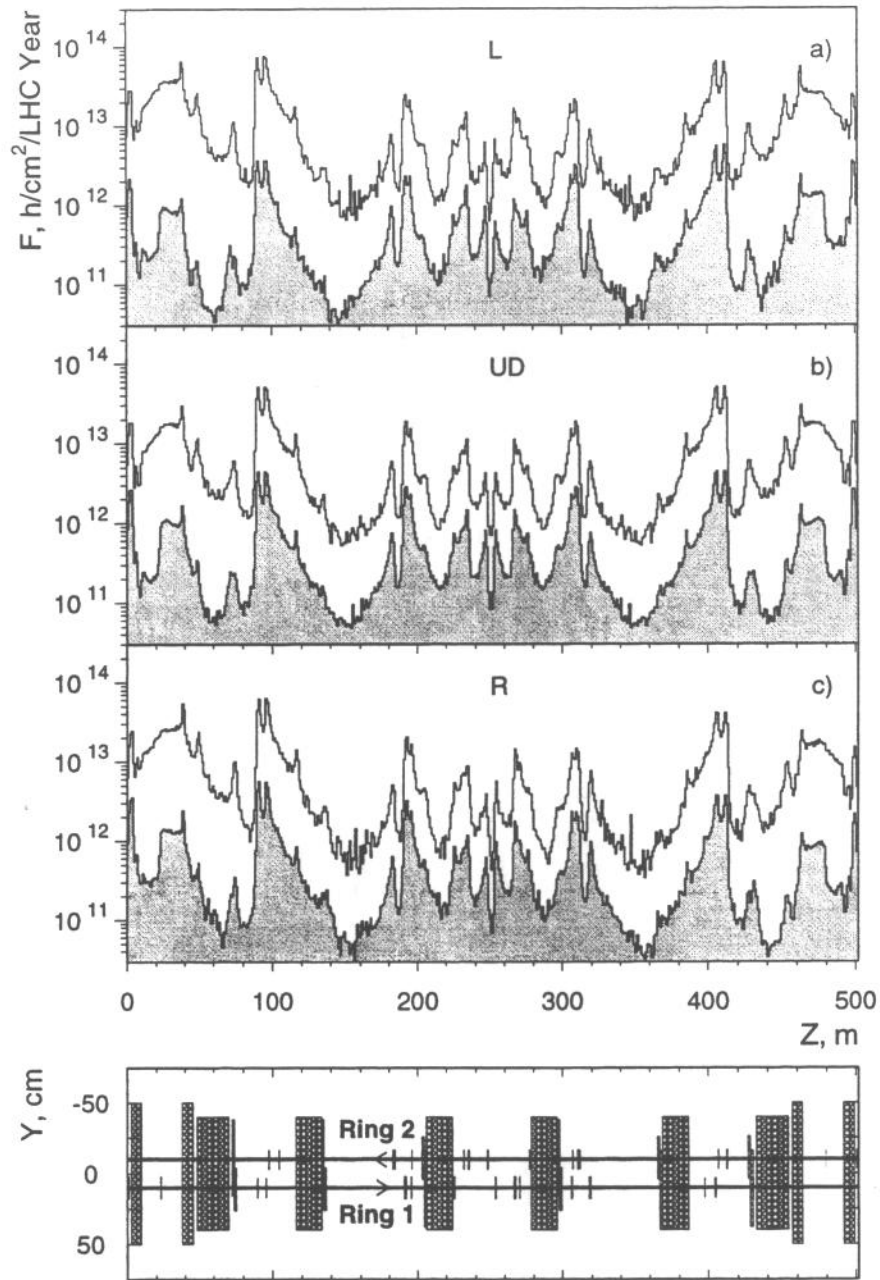 F, h/cm²/LHC Year
L
a)
10¹⁴
10¹³
10¹²
10¹¹
UD
b)
10¹⁴
10¹³
10¹²
10¹¹
R
c)
10¹⁴
10¹³
10¹²
10¹¹
0 100 200 300 400 500
Z, m
Y, cm
-50
0
50
Ring 2
Ring 1